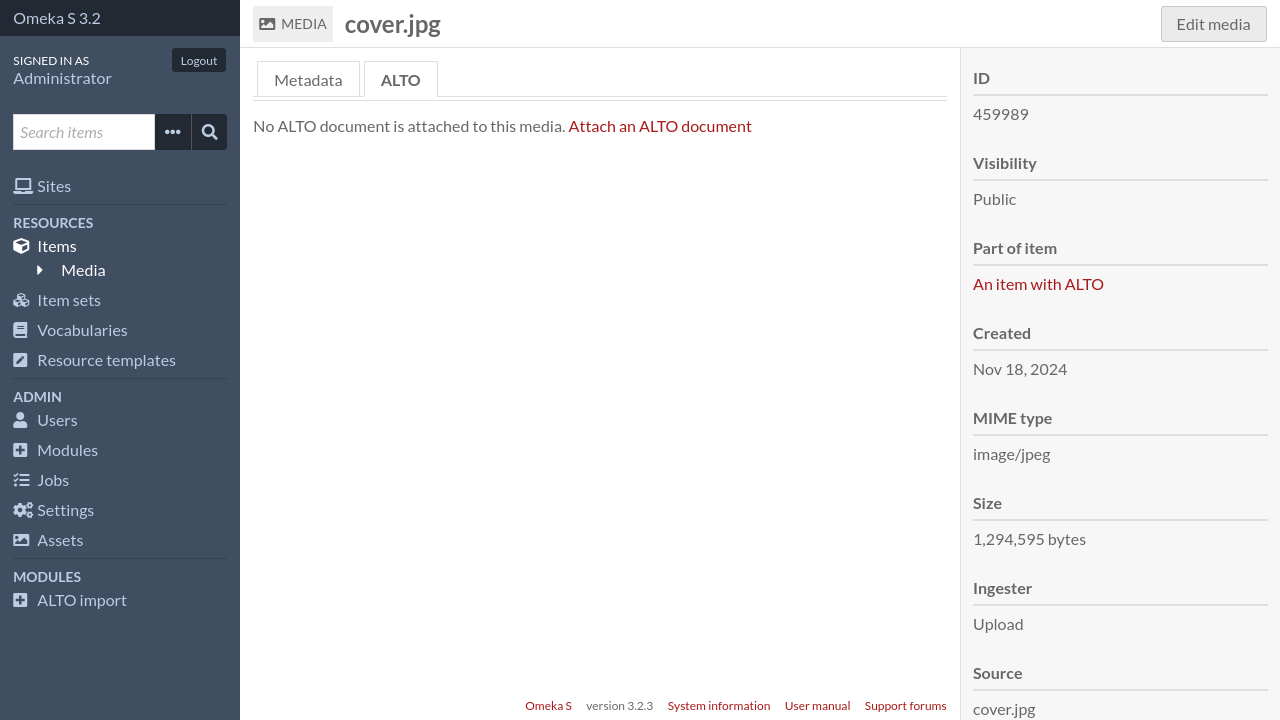 Omeka S 3.2
SIGNED IN AS
Administrator
Logout
Search items
Sites
RESOURCES
Items
Media
Item sets
Vocabularies
Resource templates
ADMIN
Users
Modules
Jobs
Settings
Assets
MODULES
ALTO import
MEDIA
cover.jpg
Edit media
Metadata
ALTO
No ALTO document is attached to this media. Attach an ALTO document
ID
459989
Visibility
Public
Part of item
An item with ALTO
Created
Nov 18, 2024
MIME type
image/jpeg
Size
1,294,595 bytes
Ingester
Upload
Source
cover.jpg
Omeka S version 3.2.3 System information User manual Support forums